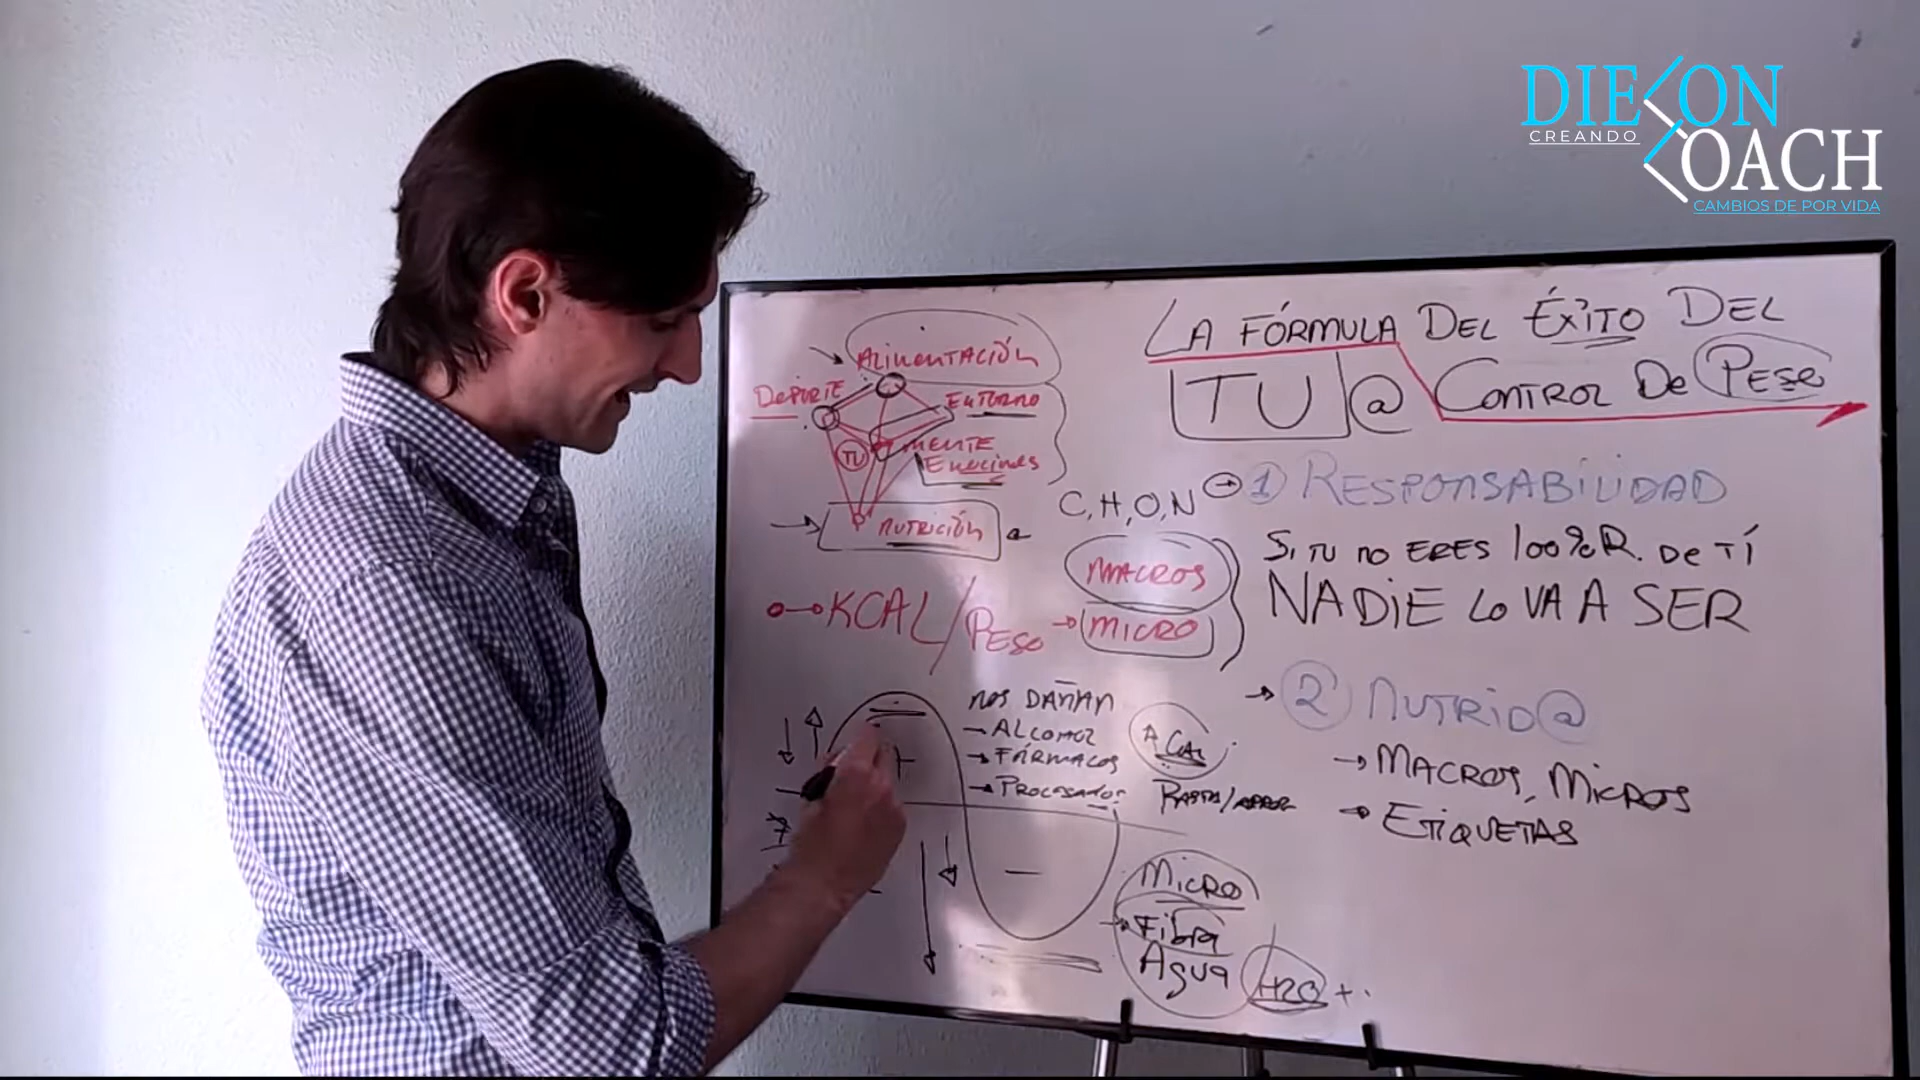 DIEGON
CREANDO
COACH
CAMBIOS DE POR VIDA
LA FÓRMULA DEL ÉXITO DEL
TU @ CONTROL DE PESO
ALIMENTACIÓN
DEPORTE
ENTORNO
TU
MENTE
EMOCIONES
NUTRICIÓN
C, H, O, N
1 RESPONSABILIDAD
SI TU NO ERES 100% R. DE TÍ
NADIE LO VA A SER
MACROS
KCAL/PESO
MICRO
2 NUTRID@
MACROS, MICROS
ETIQUETAS
NOS DAÑAN
ALCOHOL
FÁRMACOS
PROCESADOS
+
7
-
MICRO
Fibra
AGUA
H2O +